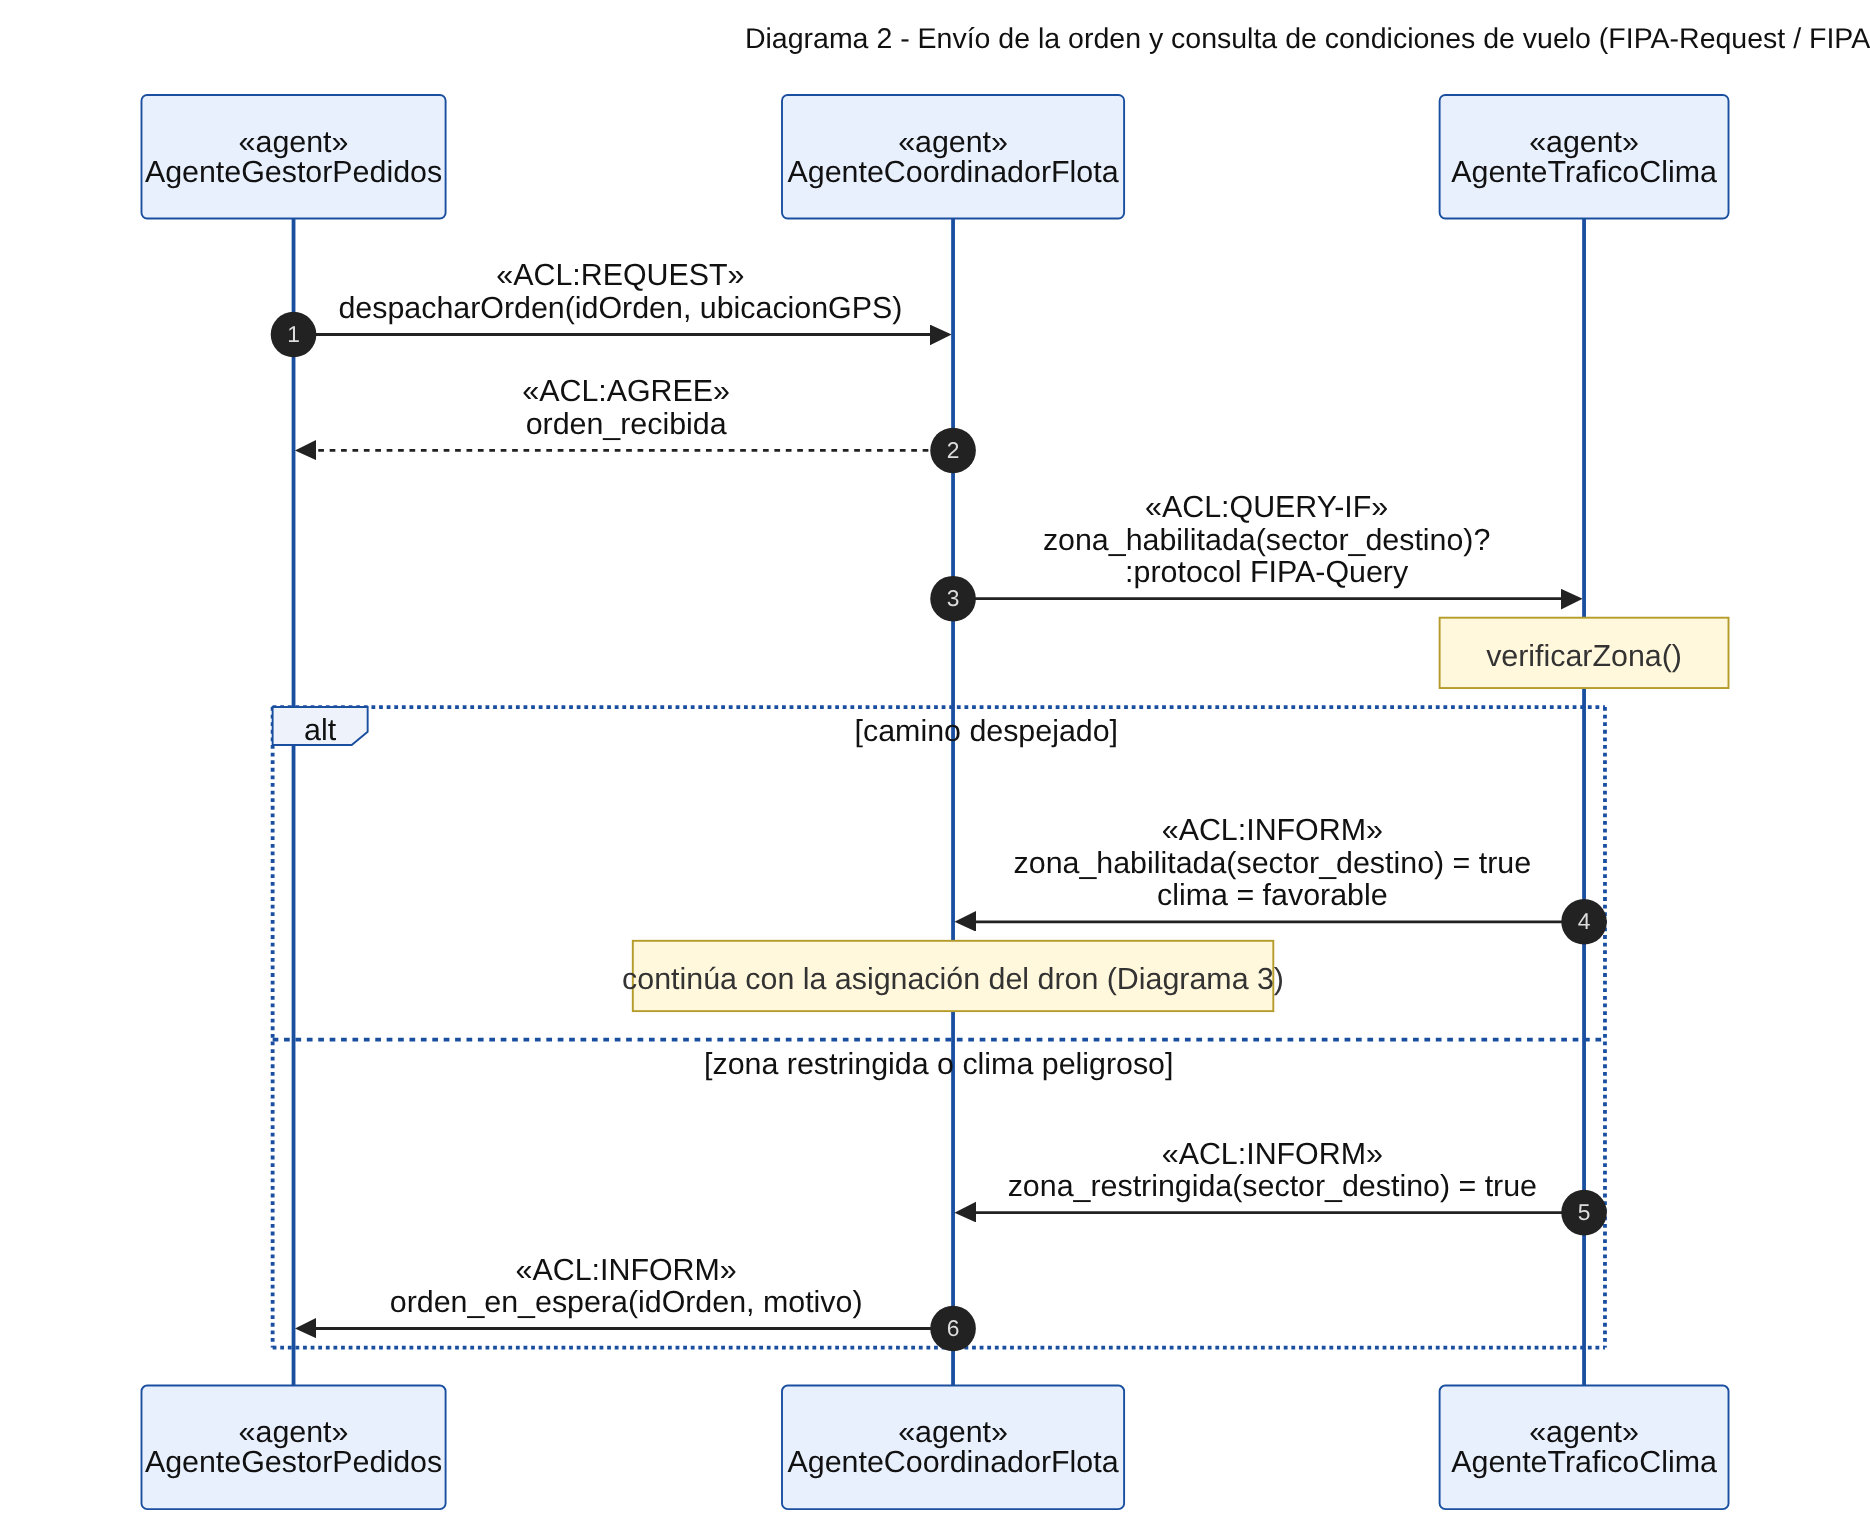 Diagrama 2 - Envío de la orden y consulta de condiciones de vuelo (FIPA-Request / FIPA
«agent»
AgenteGestorPedidos
«agent»
AgenteCoordinadorFlota
«agent»
AgenteTraficoClima
«ACL:REQUEST»
despacharOrden(idOrden, ubicacionGPS)
1
«ACL:AGREE»
orden_recibida
2
«ACL:QUERY-IF»
zona_habilitada(sector_destino)?
:protocol FIPA-Query
3
verificarZona()
alt
[camino despejado]
«ACL:INFORM»
zona_habilitada(sector_destino) = true
clima = favorable
4
continúa con la asignación del dron (Diagrama 3)
[zona restringida o clima peligroso]
«ACL:INFORM»
zona_restringida(sector_destino) = true
5
«ACL:INFORM»
orden_en_espera(idOrden, motivo)
6
«agent»
AgenteGestorPedidos
«agent»
AgenteCoordinadorFlota
«agent»
AgenteTraficoClima